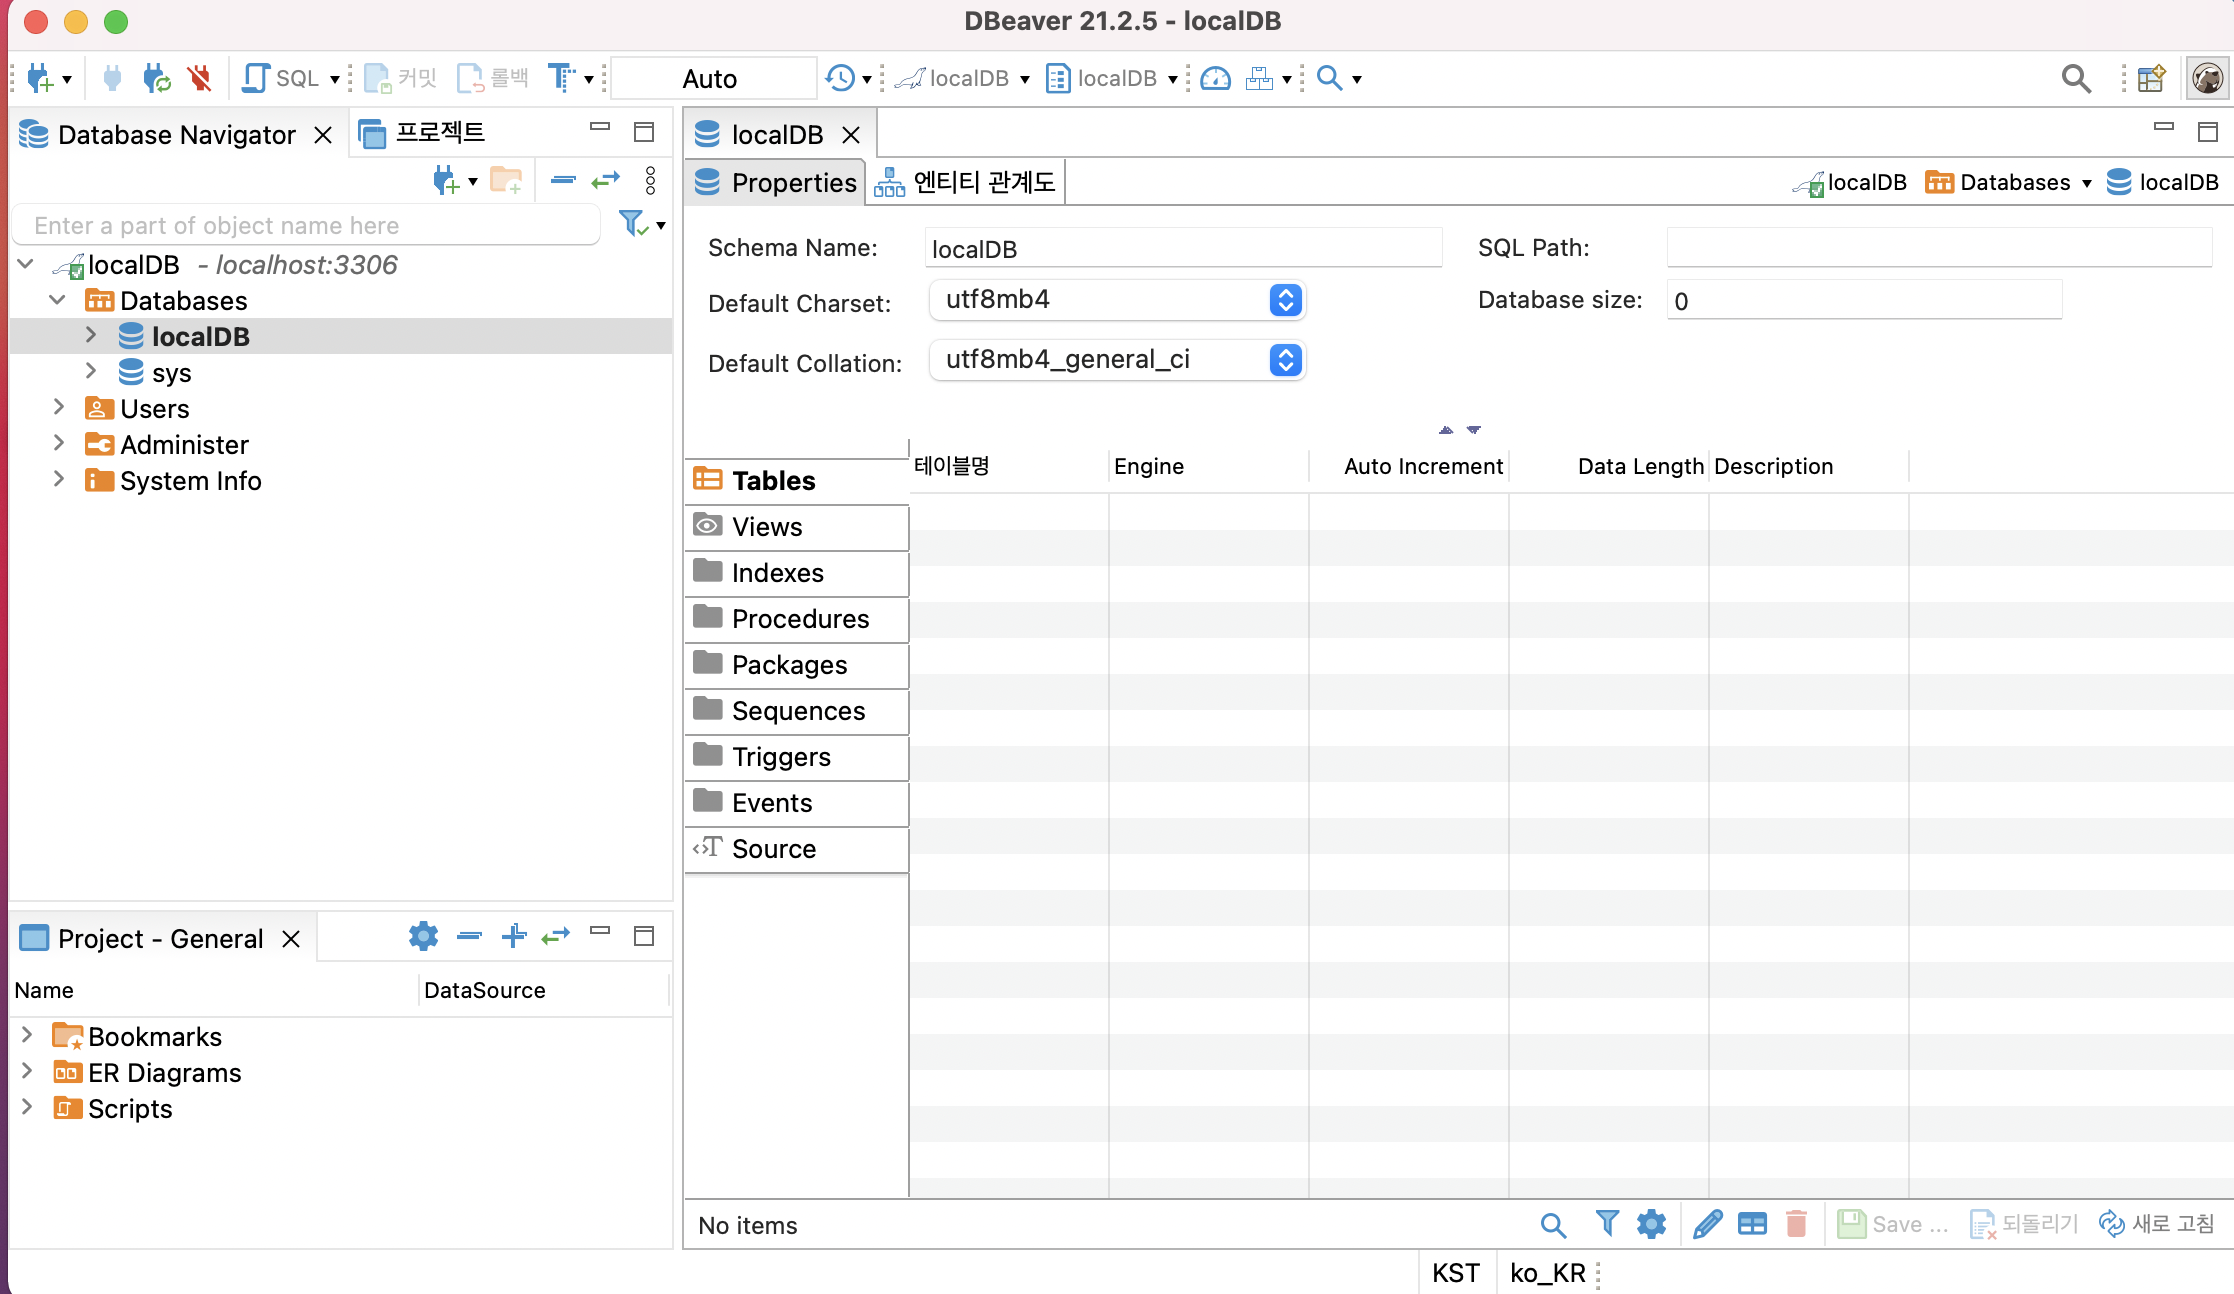 DBeaver 21.2.5 - localDB
SQL 커밋 롤백 Auto localDB localDB
Database Navigator 프로젝트
Enter a part of object name here
localDB - localhost:3306
Databases
localDB
sys
Users
Administer
System Info
Project - General
Name DataSource
Bookmarks
ER Diagrams
Scripts
localDB
Properties 엔티티 관계도 localDB Databases localDB
Schema Name: localDB SQL Path:
Default Charset: utf8mb4 Database size: 0
Default Collation: utf8mb4_general_ci
테이블명 Engine Auto Increment Data Length Description
Tables
Views
Indexes
Procedures
Packages
Sequences
Triggers
Events
Source
No items Save ... 되돌리기 새로 고침
KST ko_KR